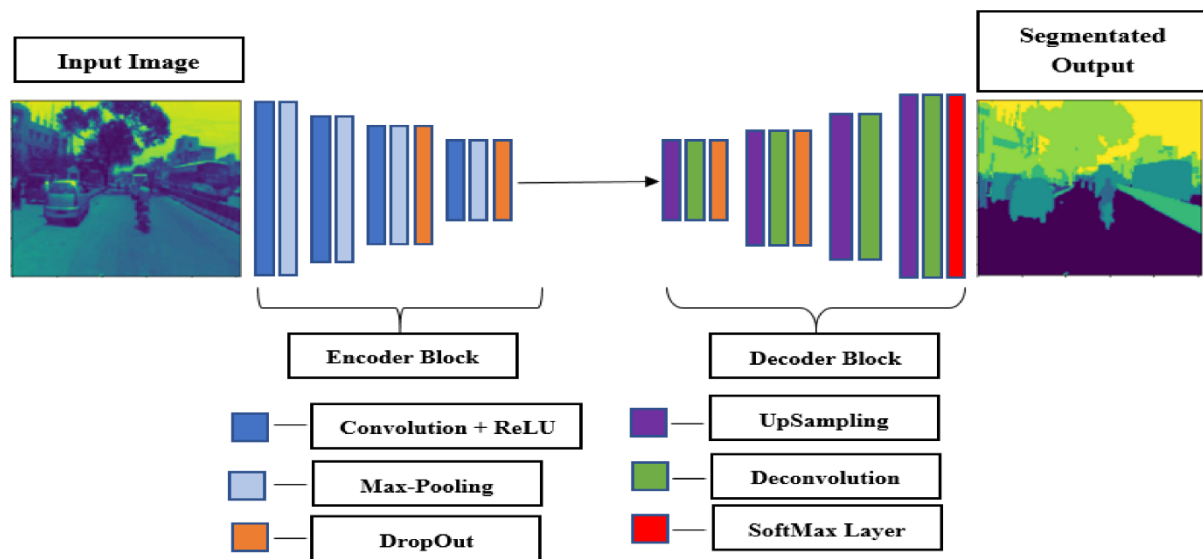 Input Image
Segmentated
Output
Encoder Block
Decoder Block
Convolution + ReLU
Max-Pooling
DropOut
UpSampling
Deconvolution
SoftMax Layer